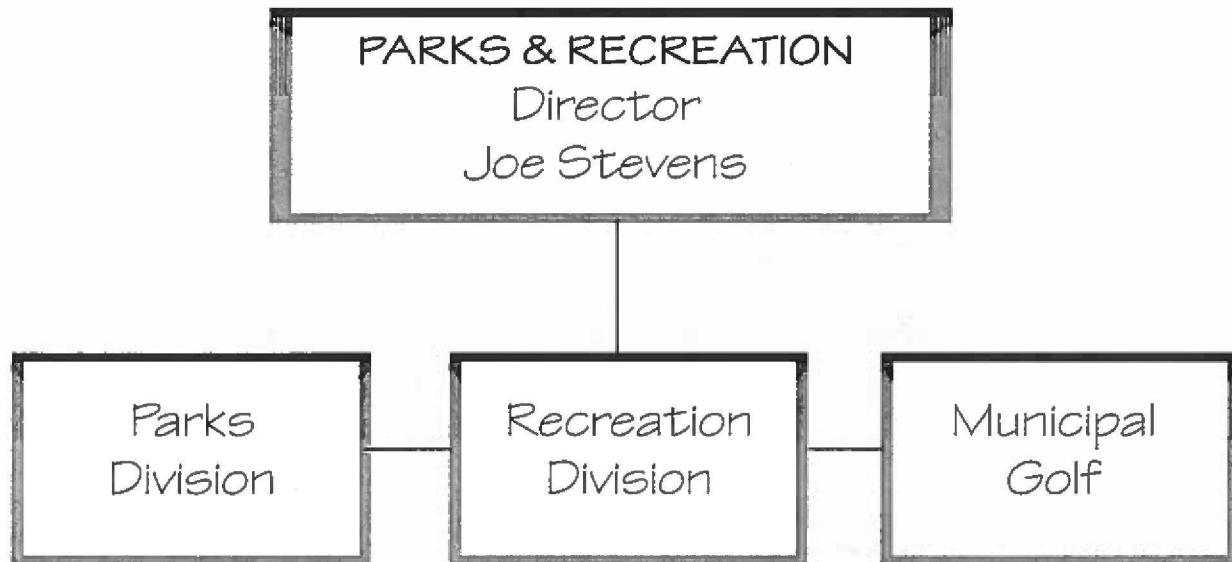 PARKS & RECREATION
Director
Joe Stevens
Parks
Division
Recreation
Division
Municipal
Golf